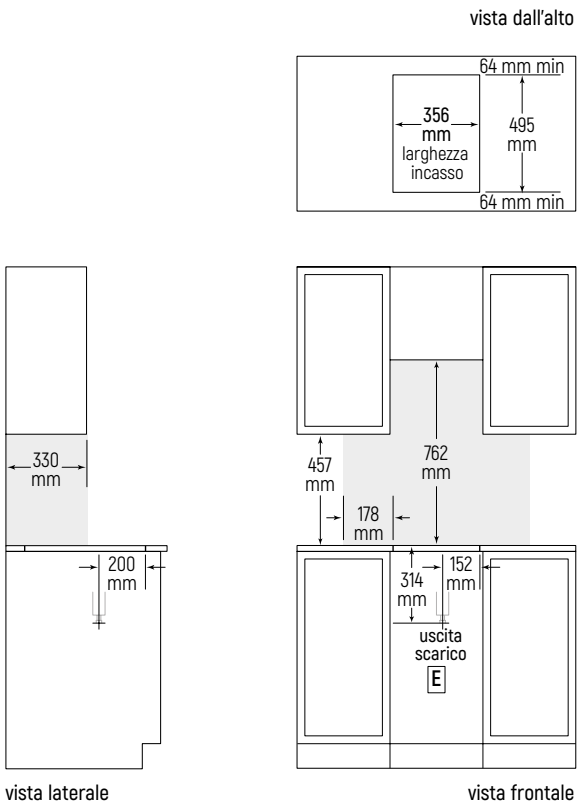 vista dall'alto
64 mm min
356
mm
larghezza
incasso
495
mm
64 mm min
330
mm
457
mm
762
mm
178
mm
200
mm
314
mm
152
mm
uscita
scarico
E
vista laterale
vista frontale